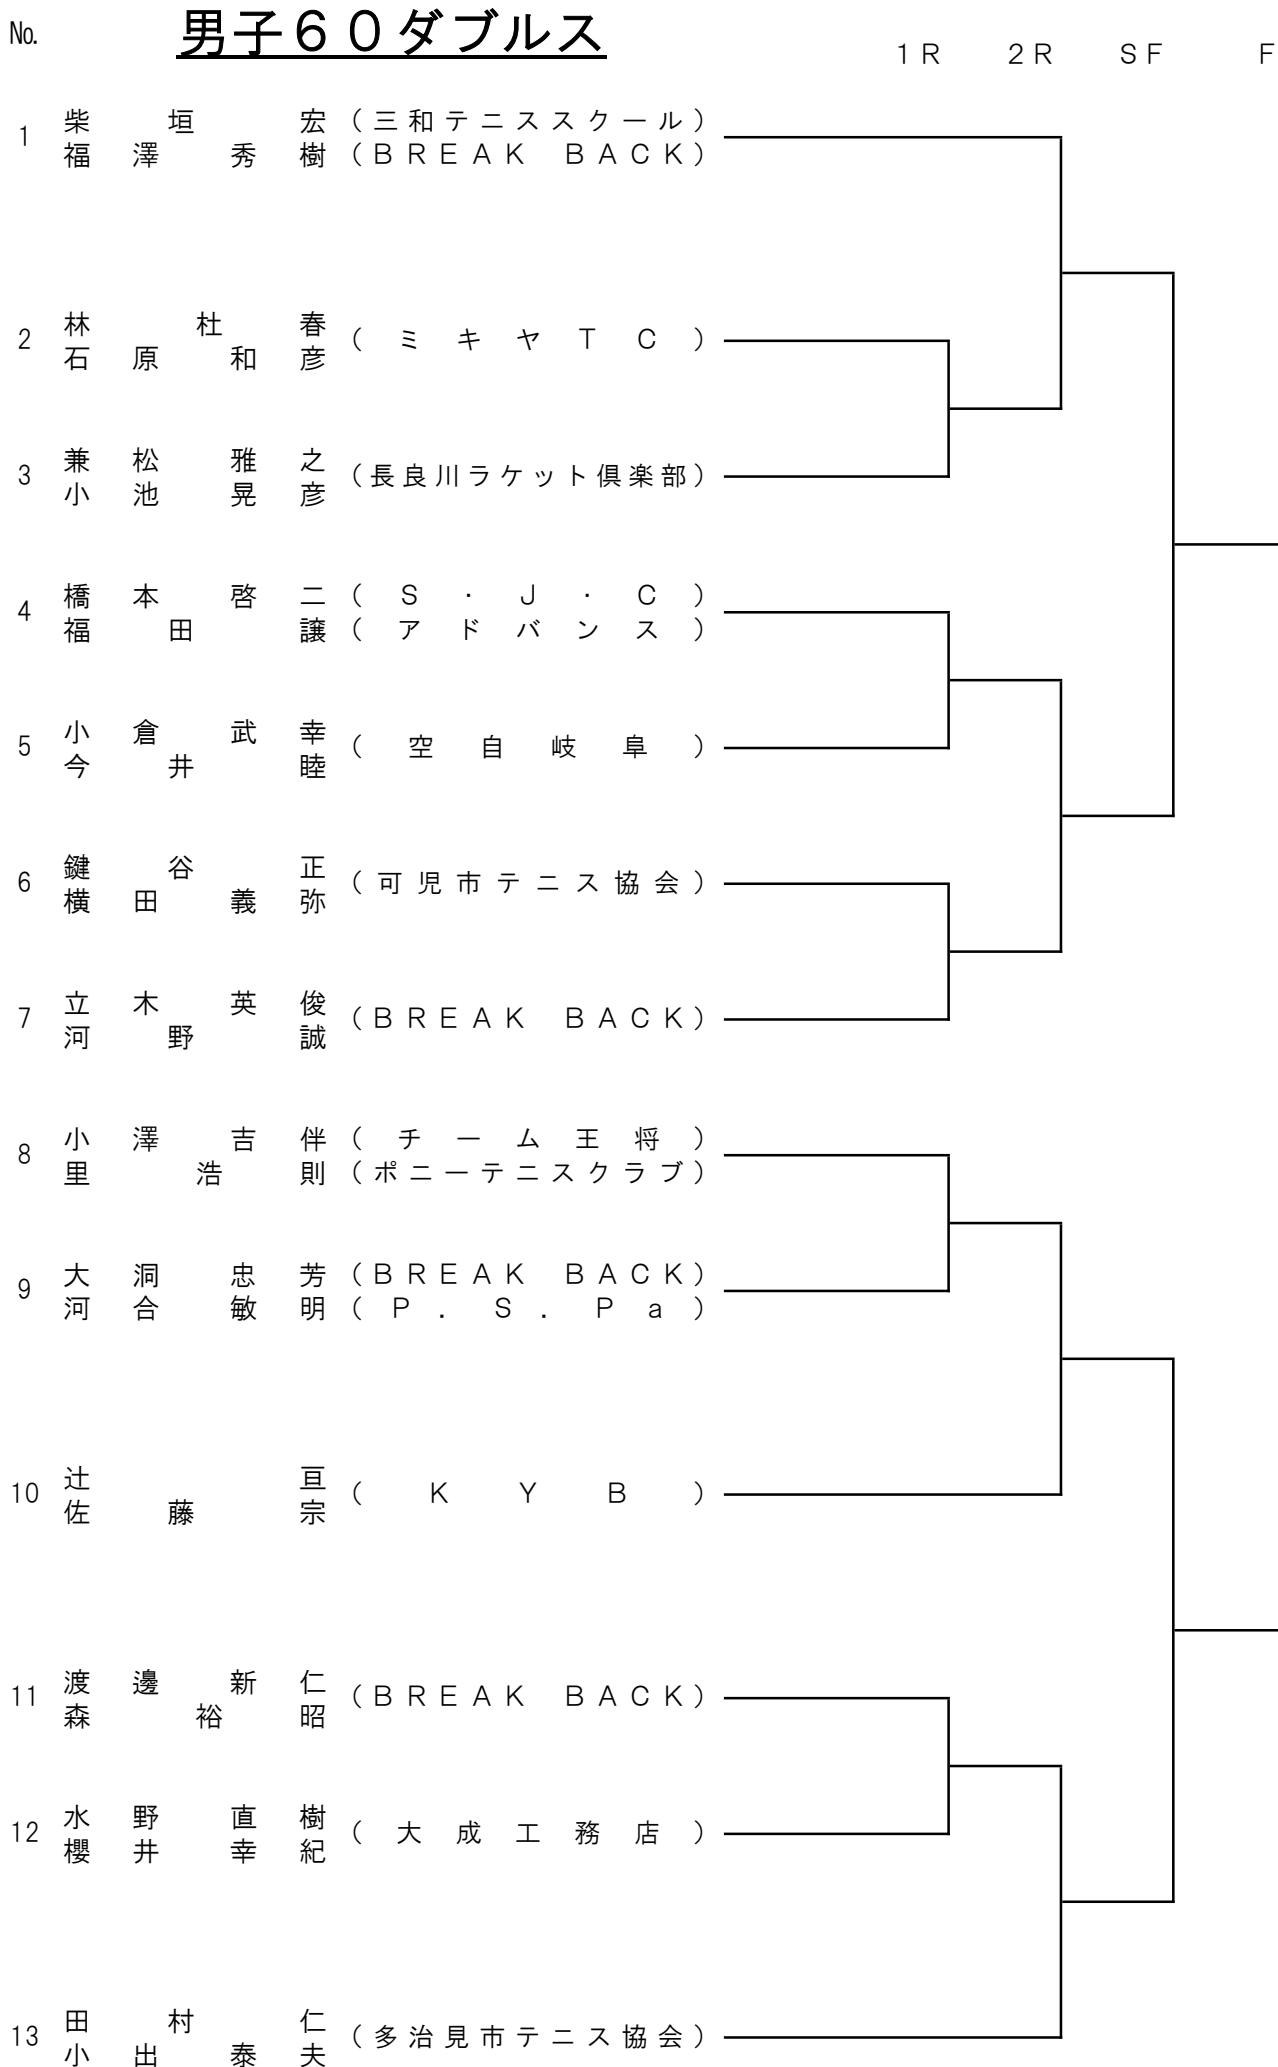 No. 男子６０ダブルス
１Ｒ ２Ｒ ＳＦ Ｆ
1 柴垣宏 （三和テニススクール）
福澤秀樹 （ＢＲＥＡＫ ＢＡＣＫ）
2 林杜春 （ミキヤＴＣ）
石原和彦
3 兼松雅之 （長良川ラケット倶楽部）
小池晃彦
4 橋本啓二 （Ｓ・Ｊ・Ｃ）
福田譲 （アドバンス）
5 小倉武幸 （空自岐阜）
今井睦
6 鍵谷正 （可児市テニス協会）
横田義弥
7 立木英俊 （ＢＲＥＡＫ ＢＡＣＫ）
河野誠
8 小澤吉伴 （チーム王将）
里浩則 （ポニーテニスクラブ）
9 大洞忠芳 （ＢＲＥＡＫ ＢＡＣＫ）
河合敏明 （Ｐ．Ｓ．Ｐａ）
10 辻亘 （ＫＹＢ）
佐藤宗
11 渡邊新仁 （ＢＲＥＡＫ ＢＡＣＫ）
森裕昭
12 水野直樹 （大成工務店）
櫻井幸紀
13 田村仁 （多治見市テニス協会）
小出泰夫